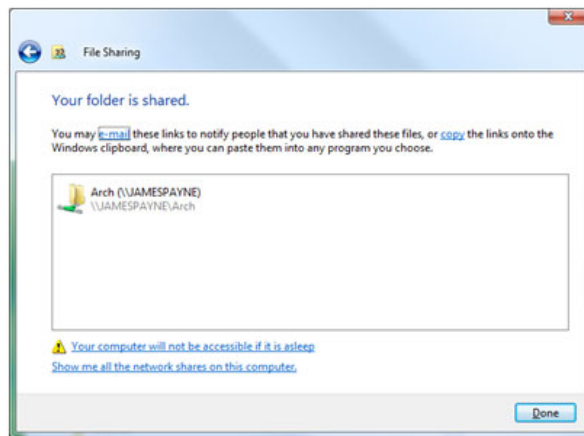 File Sharing
Your folder is shared.
You may e-mail these links to notify people that you have shared these files, or copy the links onto the
Windows clipboard, where you can paste them into any program you choose.
Arch (\\JAMESPAYNE)
\\JAMESPAYNE\Arch
Your computer will not be accessible if it is asleep
Show me all the network shares on this computer.
Done